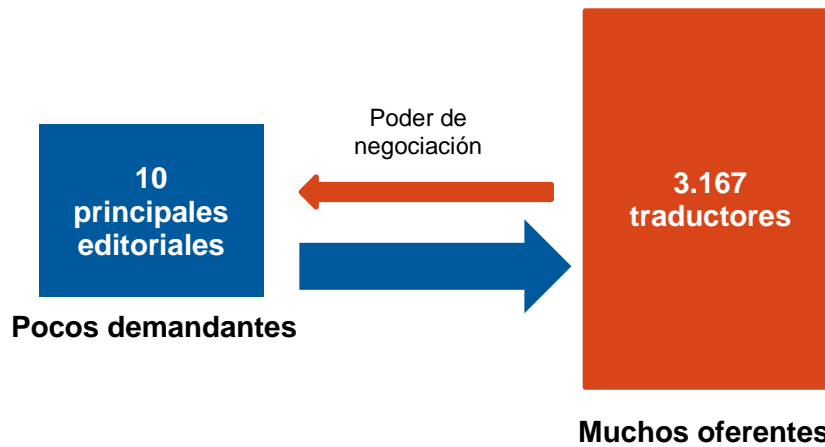 Poder de
negociación
10
principales
editoriales
3.167
traductores
Pocos demandantes
Muchos oferentes